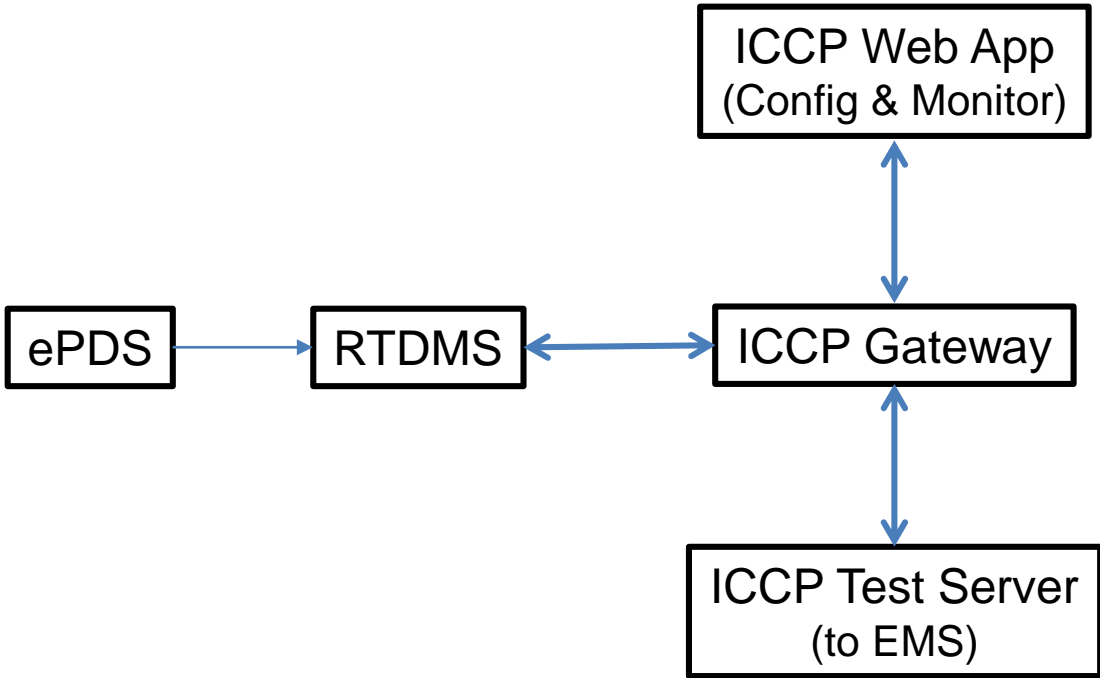 ICCP Web App
(Config & Monitor)
ePDS
RTDMS
ICCP Gateway
ICCP Test Server
(to EMS)